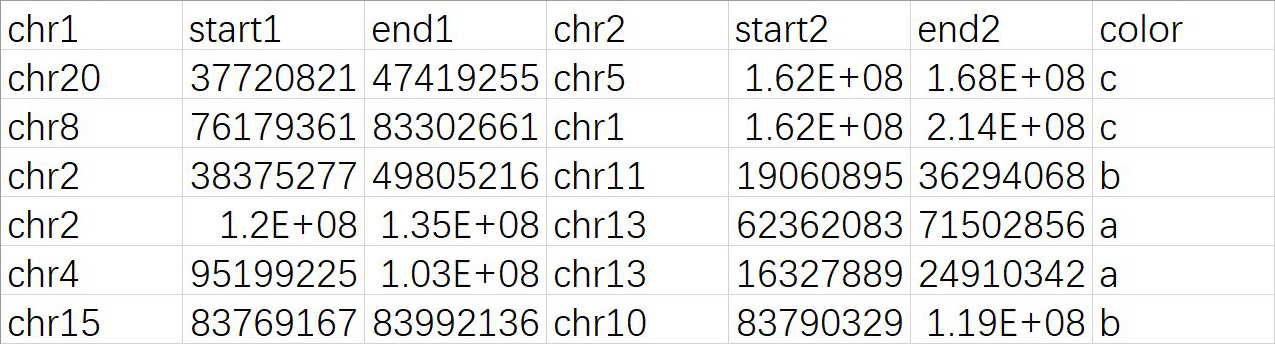 chr1 start1 end1 chr2 start2 end2 color
chr20 37720821 47419255 chr5 1.62E+08 1.68E+08 c
chr8 76179361 83302661 chr1 1.62E+08 2.14E+08 c
chr2 38375277 49805216 chr11 19060895 36294068 b
chr2 1.2E+08 1.35E+08 chr13 62362083 71502856 a
chr4 95199225 1.03E+08 chr13 16327889 24910342 a
chr15 83769167 83992136 chr10 83790329 1.19E+08 b